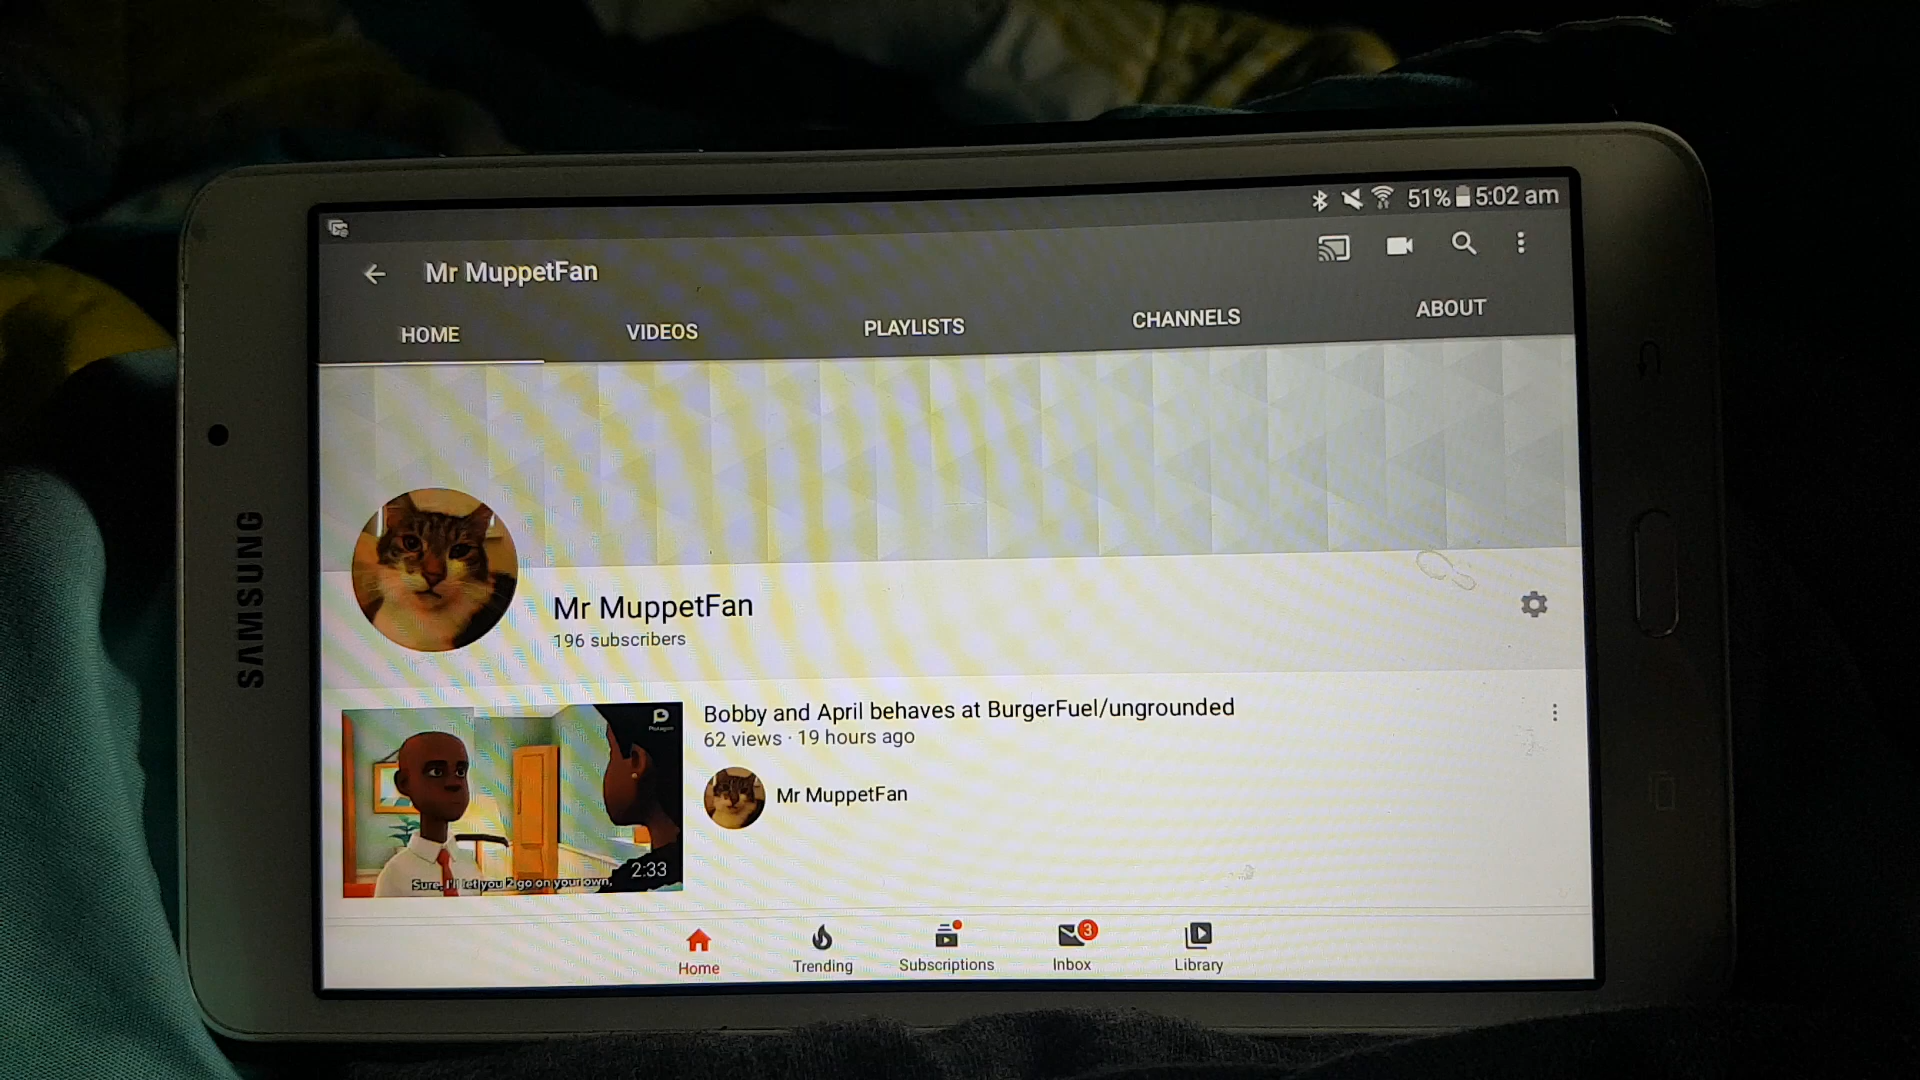 51% 5:02 am
Mr MuppetFan
HOME VIDEOS PLAYLISTS CHANNELS ABOUT
SAMSUNG
Mr MuppetFan
196 subscribers
Bobby and April behaves at BurgerFuel/ungrounded
62 views · 19 hours ago
Mr MuppetFan
Sure, I'll let you 2 go on your own,
2:33
3
Home Trending Subscriptions Inbox Library